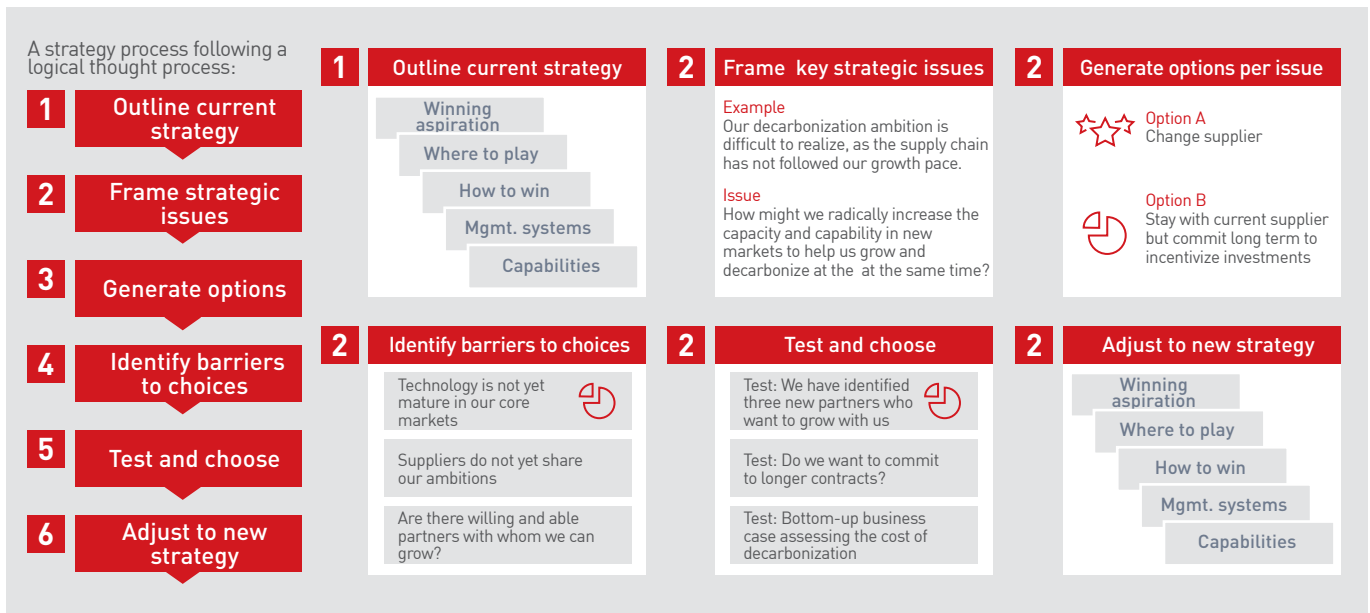 A strategy process following a
logical thought process:
1
Outline current
strategy
2
Frame strategic
issues
3
Generate options
4
Identify barriers
to choices
5
Test and choose
6
Adjust to new
strategy
1
Outline current strategy
Winning
aspiration
Where to play
How to win
Mgmt. systems
Capabilities
2
Frame key strategic issues
Example
Our decarbonization ambition is
difficult to realize, as the supply chain
has not followed our growth pace.
Issue
How might we radically increase the
capacity and capability in new
markets to help us grow and
decarbonize at the at the same time?
2
Generate options per issue
Option A
Change supplier
Option B
Stay with current supplier
but commit long term to
incentivize investments
2
Identify barriers to choices
Technology is not yet
mature in our core
markets
Suppliers do not yet share
our ambitions
Are there willing and able
partners with whom we can
grow?
2
Test and choose
Test: We have identified
three new partners who
want to grow with us
Test: Do we want to commit
to longer contracts?
Test: Bottom-up business
case assessing the cost of
decarbonization
2
Adjust to new strategy
Winning
aspiration
Where to play
How to win
Mgmt. systems
Capabilities